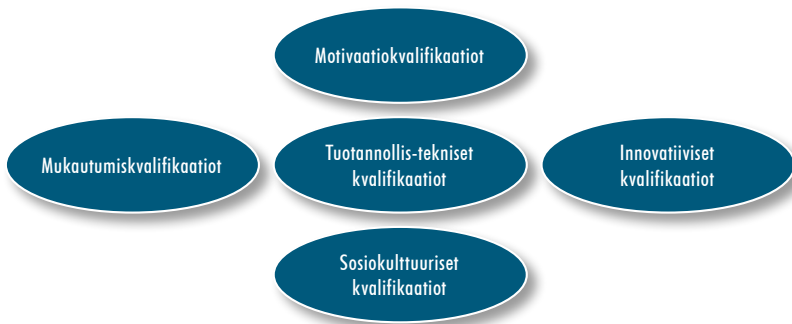 Motivaatiokvalifikaatiot
Mukautumiskvalifikaatiot
Tuotannollis-tekniset
kvalifikaatiot
Innovatiiviset
kvalifikaatiot
Sosiokulttuuriset
kvalifikaatiot